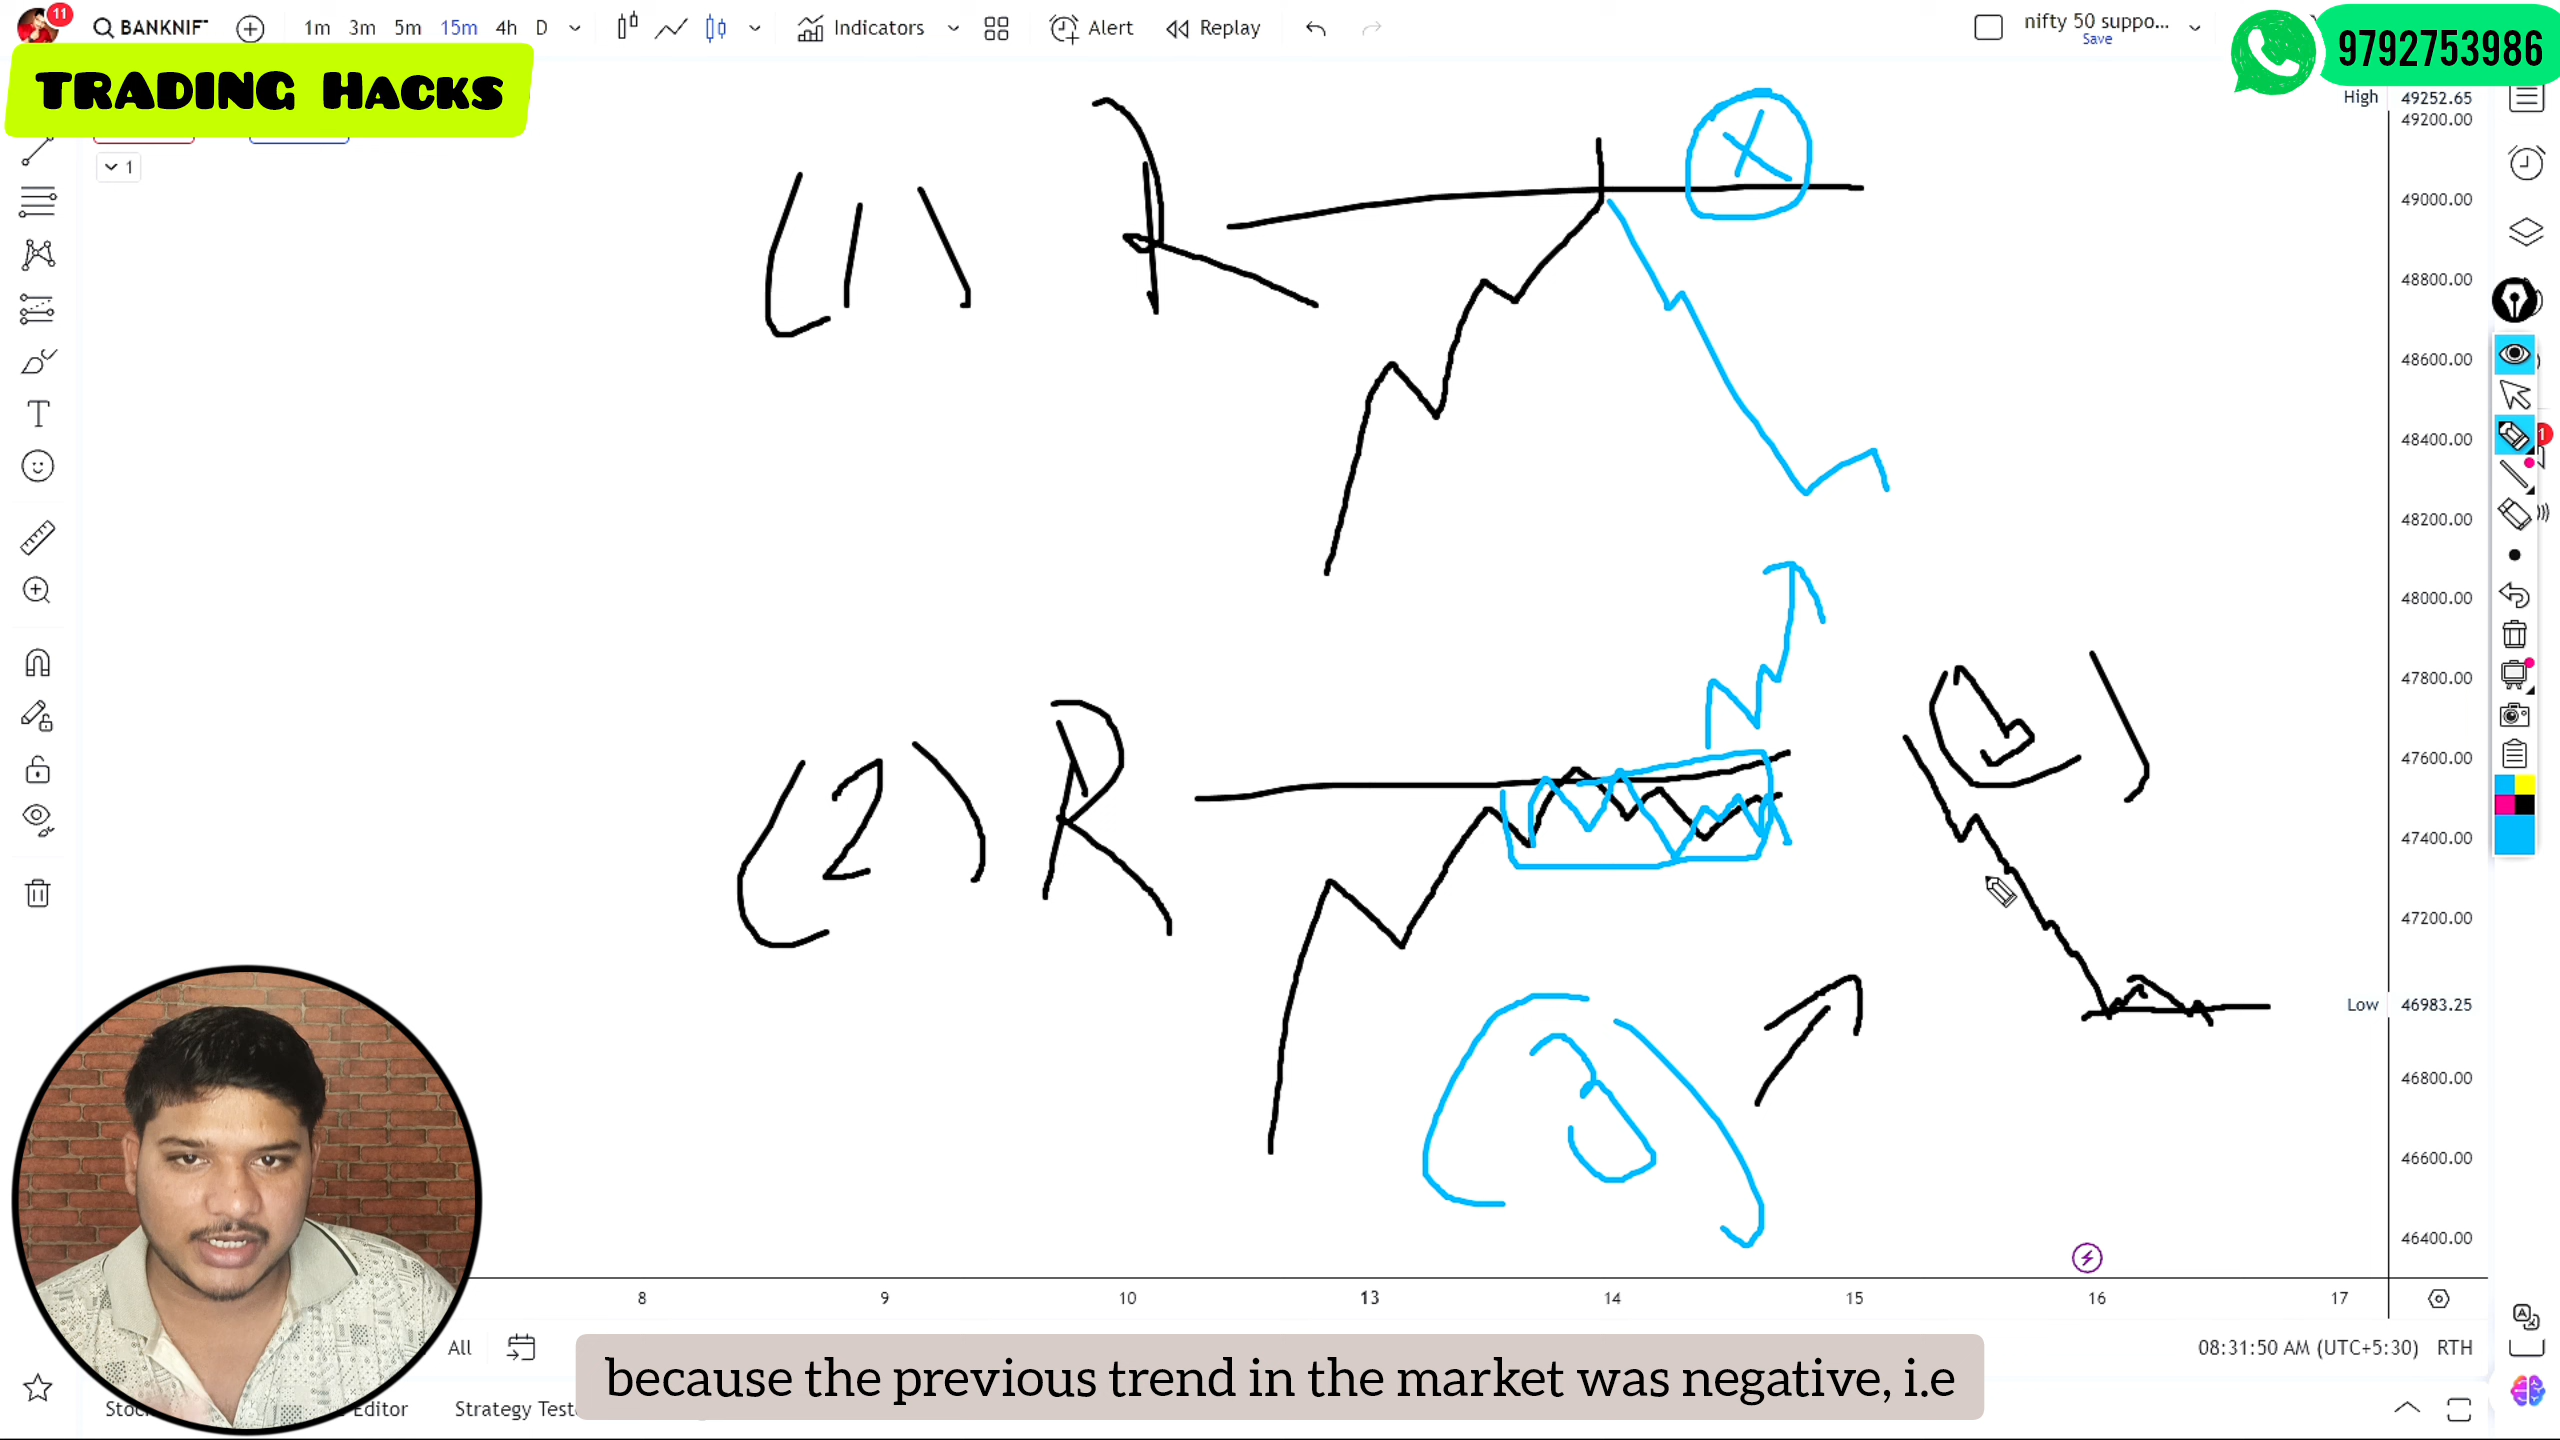 11
BANKNIF
1m 3m 5m 15m 4h D
Indicators
Alert
Replay
nifty 50 suppo...
Save
9792753986
TRADING HACKS
1
High 49252.65
49200.00
49000.00
48800.00
48600.00
48400.00
48200.00
48000.00
47800.00
47600.00
47400.00
47200.00
Low 46983.25
46800.00
46600.00
46400.00
(1) R
X
(2) R
8 9 10 13 14 15 16 17
All
08:31:50 AM (UTC+5:30) RTH
because the previous trend in the market was negative, i.e
Editor